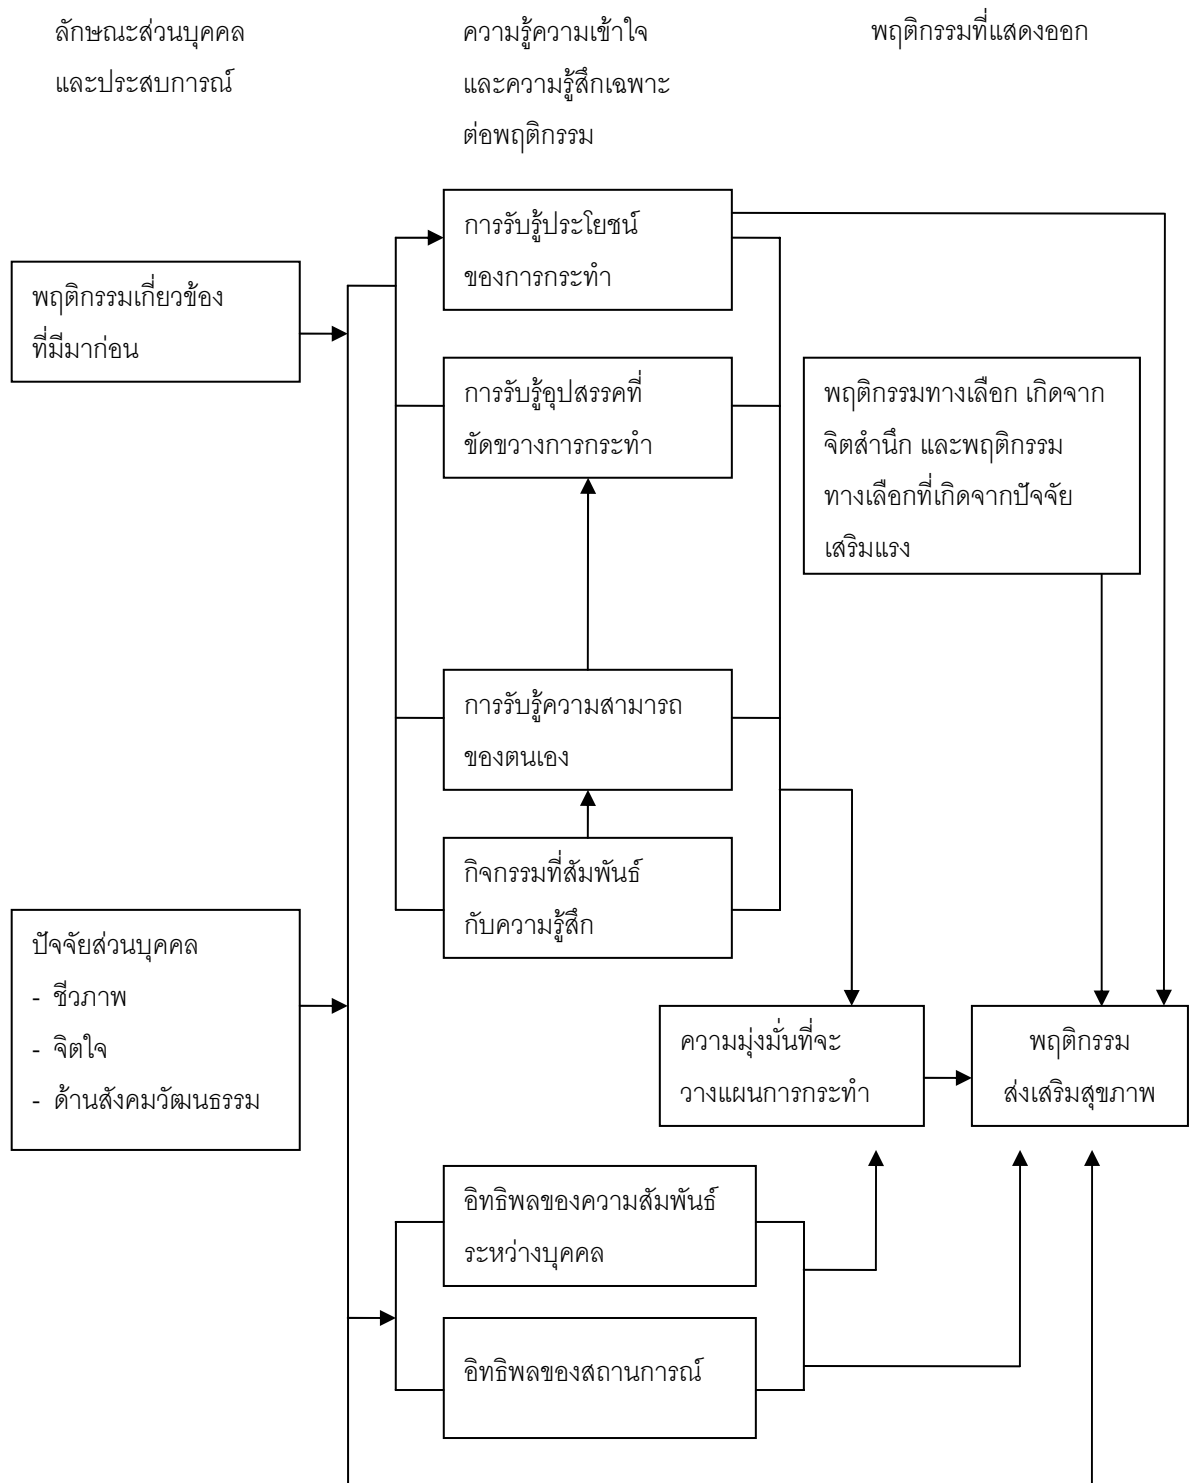 ลักษณะส่วนบุคคล
และประสบการณ์
ความรู้ความเข้าใจ
และความรู้สึกเฉพาะ
ต่อพฤติกรรม
พฤติกรรมที่แสดงออก
การรับรู้ประโยชน์
ของการกระทำ
พฤติกรรมเกี่ยวข้อง
ที่มีมาก่อน
การรับรู้อุปสรรคที่
ขัดขวางการกระทำ
พฤติกรรมทางเลือก เกิดจาก
จิตสำนึก และพฤติกรรม
ทางเลือกที่เกิดจากปัจจัย
เสริมแรง
การรับรู้ความสามารถ
ของตนเอง
กิจกรรมที่สัมพันธ์
กับความรู้สึก
ปัจจัยส่วนบุคคล
- ชีวภาพ
- จิตใจ
- ด้านสังคมวัฒนธรรม
ความมุ่งมั่นที่จะ
วางแผนการกระทำ
พฤติกรรม
ส่งเสริมสุขภาพ
อิทธิพลของความสัมพันธ์
ระหว่างบุคคล
อิทธิพลของสถานการณ์